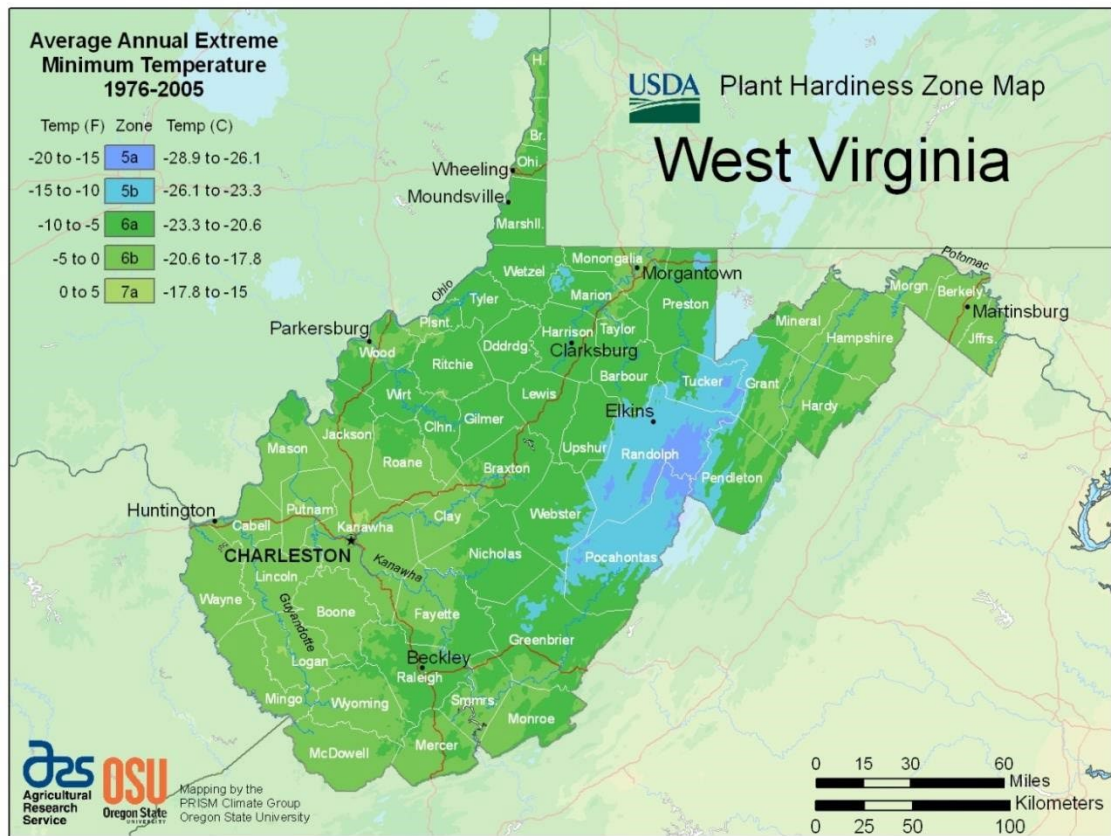 Average Annual Extreme
Minimum Temperature
1976-2005
Temp (F) Zone Temp (C)
-20 to -15 5a -28.9 to -26.1
-15 to -10 5b -26.1 to -23.3
-10 to -5 6a -23.3 to -20.6
-5 to 0 6b -20.6 to -17.8
0 to 5 7a -17.8 to -15
USDA Plant Hardiness Zone Map
West Virginia
H.
Br.
Ohi.
Wheeling
Moundsville
Marshll.
Wetzel
Monongalia
Morgantown
Potomac
Ohio
Tyler
Marion
Preston
Morgn.
Berkely.
Martinsburg
Parkersburg
Plsnt.
Harrison
Taylor
Mineral
Hampshire
Jffrs.
Wood
Dddrdg.
Clarksburg
Ritchie
Barbour
Tucker
Grant
Wirt
Lewis
Hardy
Clhn.
Gilmer
Elkins
Jackson
Mason
Upshur
Randolph
Roane
Braxton
Pendleton
Huntington
Putnam
Clay
Webster
Cabell
Kanawha
CHARLESTON
Kanawha
Nicholas
Pocahontas
Lincoln
Wayne
Guyandotte
Boone
Fayette
Greenbrier
Logan
Beckley
Raleigh
Mingo
Wyoming
Smmrs.
Monroe
McDowell
Mercer
ars
Agricultural
Research
Service
OSU
Oregon State
UNIVERSITY
Mapping by the
PRISM Climate Group
Oregon State University
0 15 30 60
Miles
Kilometers
0 25 50 100